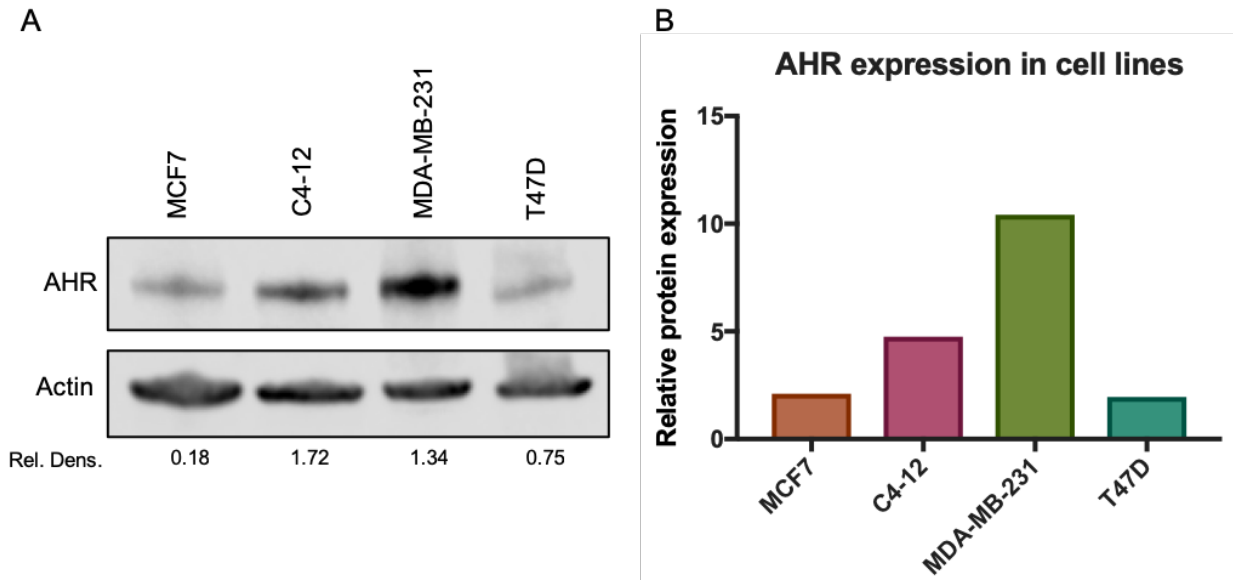 A
MCF7
C4-12
MDA-MB-231
T47D
AHR
Actin
Rel. Dens. 0.18 1.72 1.34 0.75
B
AHR expression in cell lines
Relative protein expression
15
10
5
0
MCF7
C4-12
MDA-MB-231
T47D